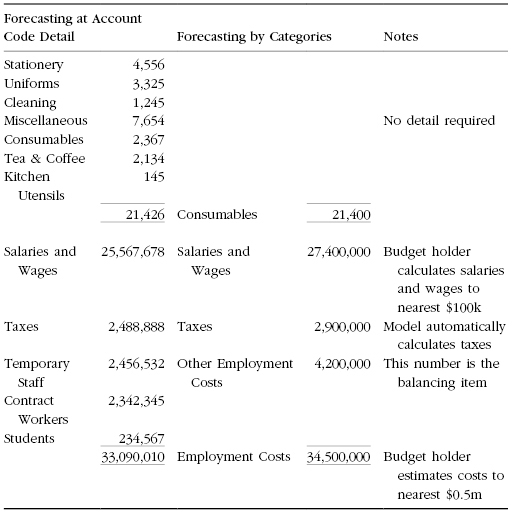 Forecasting at Account
Code Detail Forecasting by Categories Notes
Stationery 4,556
Uniforms 3,325
Cleaning 1,245
Miscellaneous 7,654 No detail required
Consumables 2,367
Tea & Coffee 2,134
Kitchen 145
Utensils
21,426 Consumables 21,400
Salaries and 25,567,678 Salaries and 27,400,000 Budget holder
Wages Wages calculates salaries
and wages to
nearest $100k
Taxes 2,488,888 Taxes 2,900,000 Model automatically
calculates taxes
Temporary 2,456,532 Other Employment 4,200,000 This number is the
Staff Costs balancing item
Contract 2,342,345
Workers
Students 234,567
33,090,010 Employment Costs 34,500,000 Budget holder
estimates costs to
nearest $0.5m